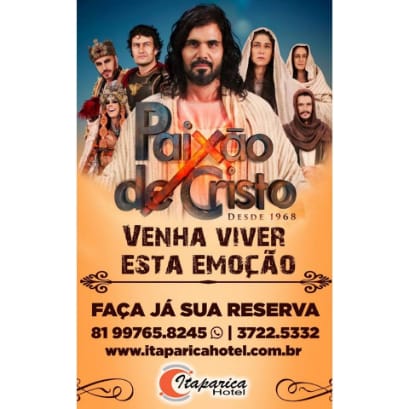 Paixão
de Cristo
DESDE 1968
VENHA VIVER
ESTA EMOÇÃO
FAÇA JÁ SUA RESERVA
81 99765.8245 | 3722.5332
www.itaparicahotel.com.br
Itaparica
Hotel